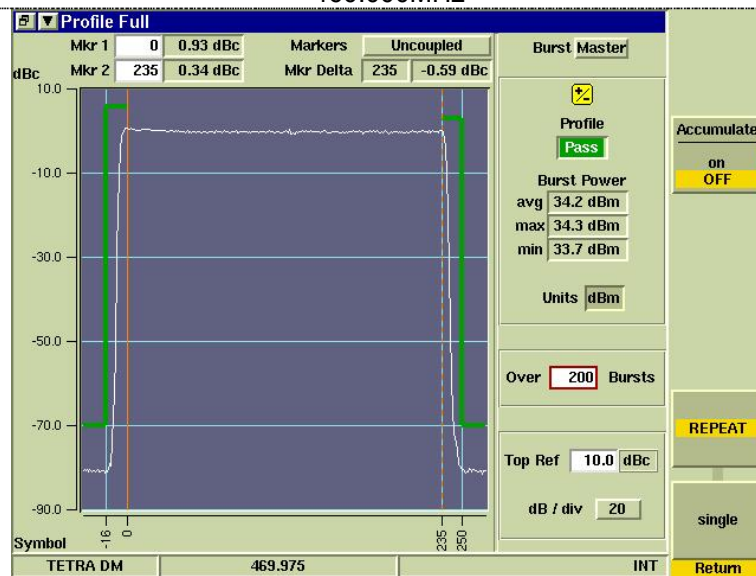 Profile Full
Mkr 1 0 0.93 dBc Markers Uncoupled
Mkr 2 235 0.34 dBc Mkr Delta 235 -0.59 dBc
dBc
10.0
-10.0
-30.0
-50.0
-70.0
-90.0
Symbol -16 0 235 250
Burst Master
Profile
Pass
Burst Power
avg 34.2 dBm
max 34.3 dBm
min 33.7 dBm
Units dBm
Over 200 Bursts
Top Ref 10.0 dBc
dB / div 20
Accumulate
on
OFF
REPEAT
single
Return
TETRA DM 469.975 INT